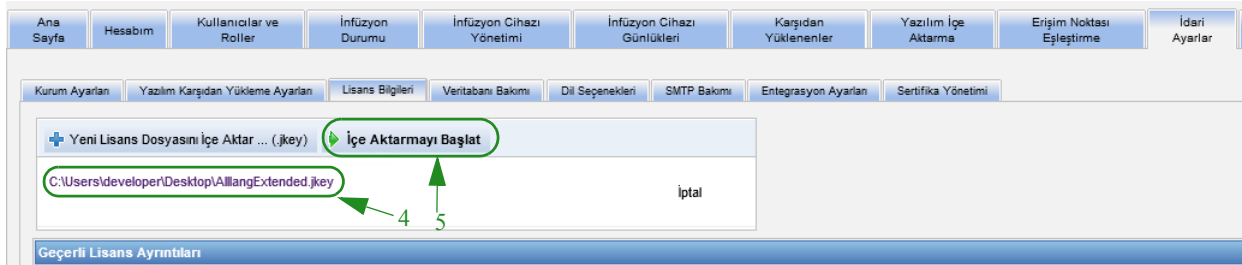 Ana Sayfa
Hesabım
Kullanıcılar ve Roller
İnfüzyon Durumu
İnfüzyon Cihazı Yönetimi
İnfüzyon Cihazı Günlükleri
Karşıdan Yüklenenler
Yazılım İçe Aktarma
Erişim Noktası Eşleştirme
İdari Ayarlar
Kurum Ayarları
Yazılım Karşıdan Yükleme Ayarları
Lisans Bilgileri
Veritabanı Bakımı
Dil Seçenekleri
SMTP Bakımı
Entegrasyon Ayarları
Sertifika Yönetimi
Yeni Lisans Dosyasını İçe Aktar ... (.jkey)
İçe Aktarmayı Başlat
C:\Users\developer\Desktop\AlllangExtended.jkey
İptal
4
5
Geçerli Lisans Ayrıntıları